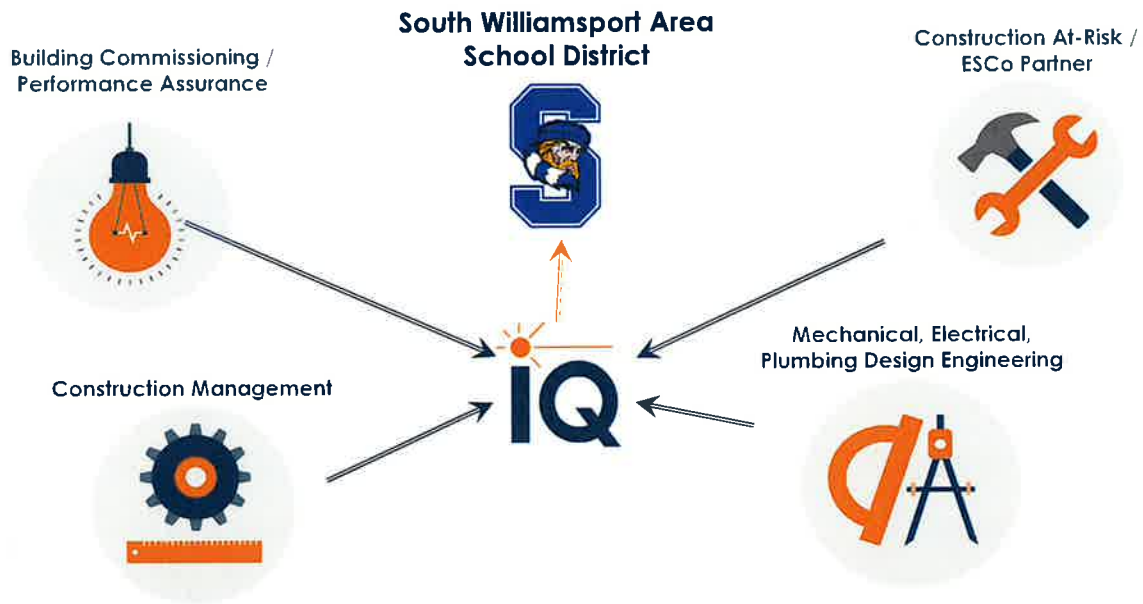 South Williamsport Area
School District
Building Commissioning /
Performance Assurance
Construction At-Risk /
ESCo Partner
S
Mechanical, Electrical,
Plumbing Design Engineering
Construction Management
iQ